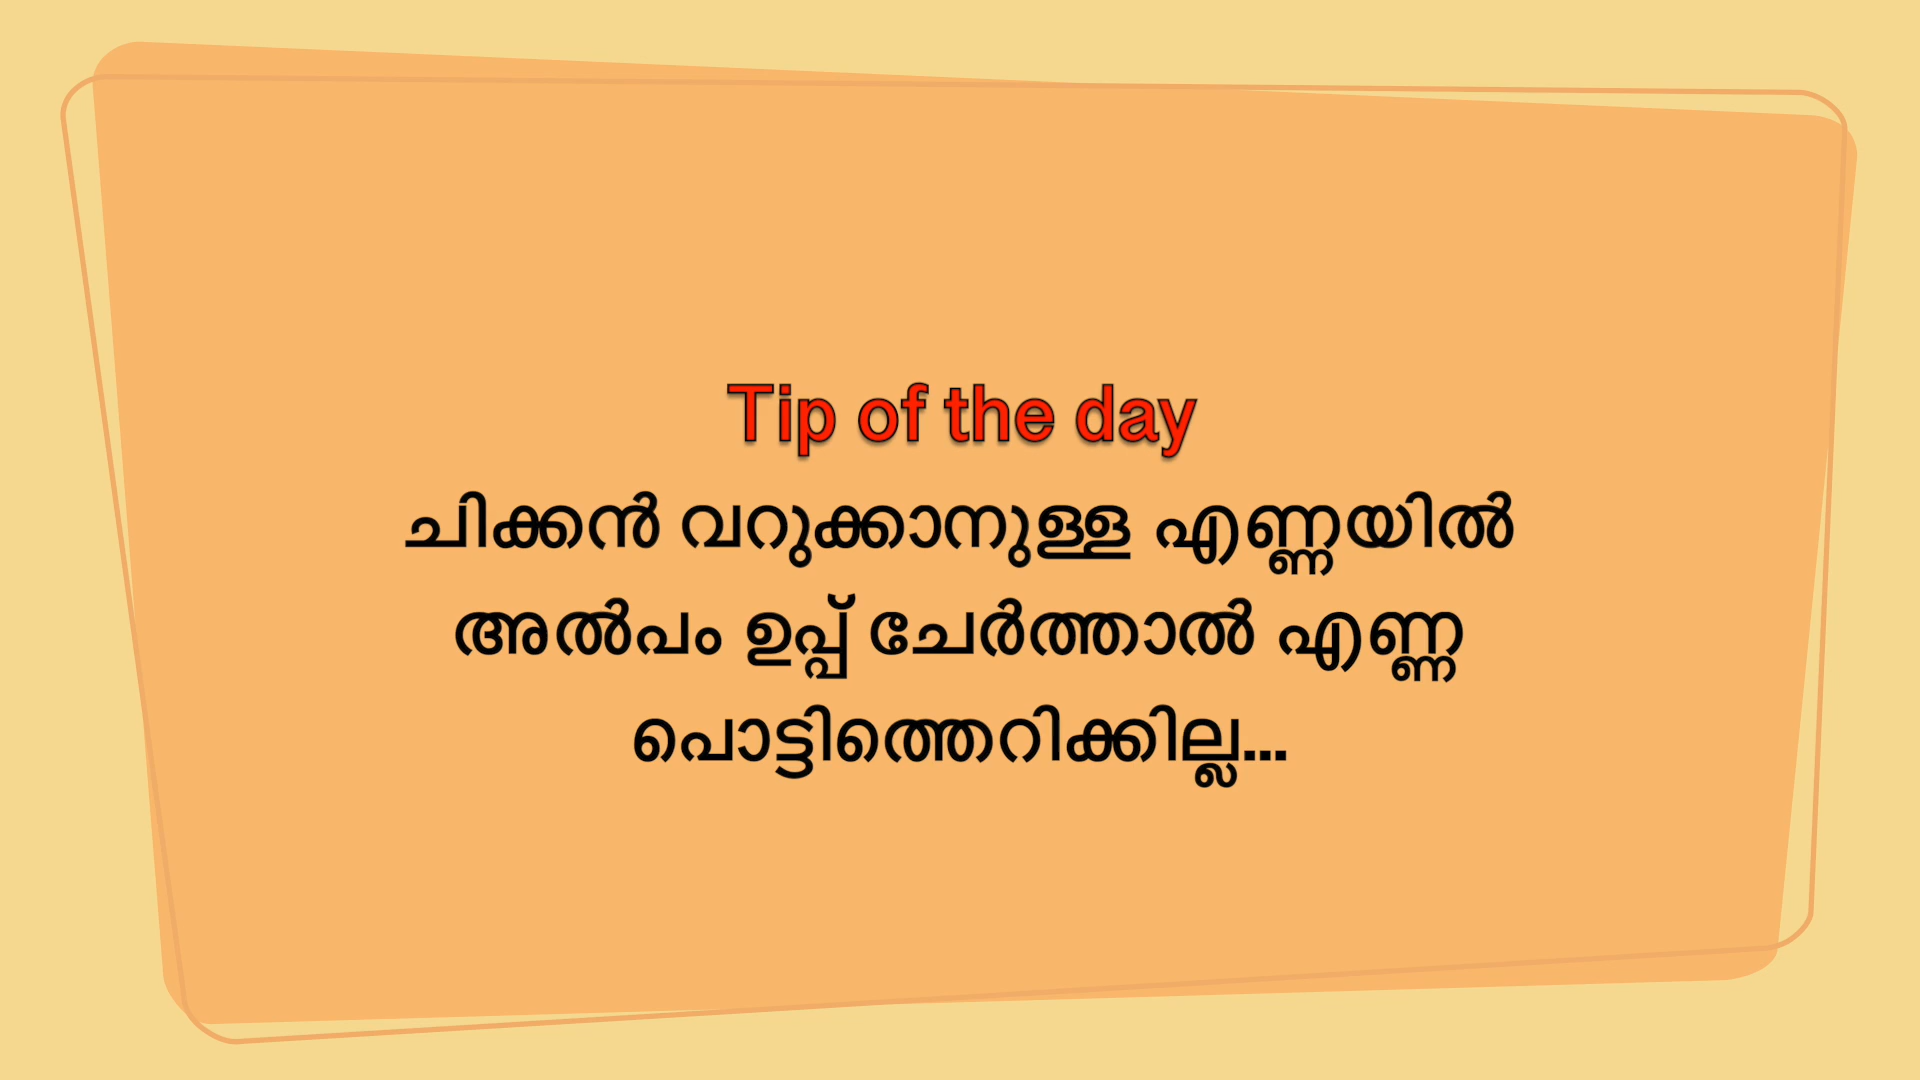 Tip of the day
ചിക്കൻ വറുക്കാനുള്ള എണ്ണയിൽ
അൽപം ഉപ്പ് ചേർത്താൽ എണ്ണ
പൊട്ടിത്തെറിക്കില്ല...